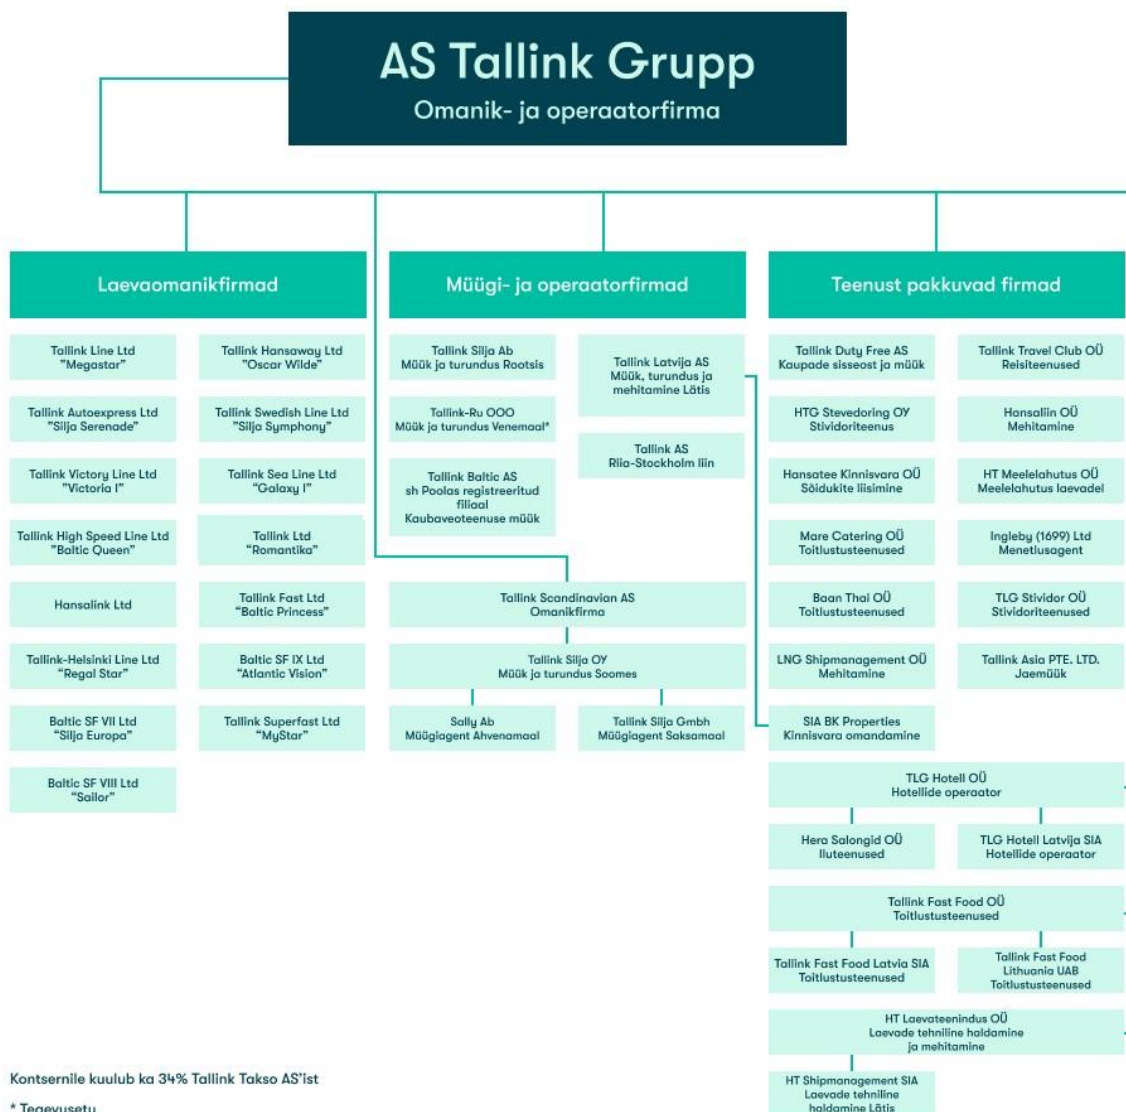 AS Tallink Grupp
Omanik- ja operaatorfirma
Laevaomanikfirmad
Tallink Line Ltd
"Megastar"
Tallink Hansaway Ltd
"Oscar Wilde"
Tallink Autoexpress Ltd
"Silja Serenade"
Tallink Swedish Line Ltd
"Silja Symphony"
Tallink Victory Line Ltd
"Victoria I"
Tallink Sea Line Ltd
"Galaxy I"
Tallink High Speed Line Ltd
"Baltic Queen"
Tallink Ltd
"Romantika"
Hansalink Ltd
Tallink Fast Ltd
"Baltic Princess"
Tallink-Helsinki Line Ltd
"Regal Star"
Baltic SF IX Ltd
"Atlantic Vision"
Baltic SF VII Ltd
"Silja Europa"
Tallink Superfast Ltd
"MyStar"
Baltic SF VIII Ltd
"Sailor"
Müügi- ja operaatorfirmad
Tallink Silja Ab
Müük ja turundus Rootsis
Tallink Latvija AS
Müük, turundus ja
mehitamine Lätis
Tallink-Ru OOO
Müük ja turundus Venemaal*
Tallink AS
Riia-Stockholm liin
Tallink Baltic AS
sh Poolas registreeritud
filiaal
Kaubaveoteenuse müük
Tallink Scandinavian AS
Omanikfirma
Tallink Silja OY
Müük ja turundus Soomes
Sally Ab
Müügiagent Ahvenamaal
Tallink Silja Gmbh
Müügiagent Saksamaal
Teenust pakkuvad firmad
Tallink Duty Free AS
Kaupade sisseost ja müük
Tallink Travel Club OÜ
Reisiteenused
HTG Stevedoring OY
Stividoriteenus
Hansaliin OÜ
Mehitamine
Hansatee Kinnisvara OÜ
Sõidukite liisimine
HT Meelelahutus OÜ
Meelelahutus laevadel
Mare Catering OÜ
Toitlustusteenused
Ingleby (1699) Ltd
Menetlusagent
Baan Thai OÜ
Toitlustusteenused
TLG Stividor OÜ
Stividoriteenused
LNG Shipmanagement OÜ
Mehitamine
Tallink Asia PTE. LTD.
Jaemüük
SIA BK Properties
Kinnisvara omandamine
TLG Hotell OÜ
Hotellide operaator
Hera Salongid OÜ
Iluteenused
TLG Hotell Latvija SIA
Hotellide operaator
Tallink Fast Food OÜ
Toitlustusteenused
Tallink Fast Food Latvia SIA
Toitlustusteenused
Tallink Fast Food
Lithuania UAB
Toitlustusteenused
HT Laevateenindus OÜ
Laevade tehniline haldamine
ja mehitamine
HT Shipmanagement SIA
Laevade tehniline
haldamine Lätis
Kontsernile kuulub ka 34% Tallink Takso AS'ist
* Tegevusetu